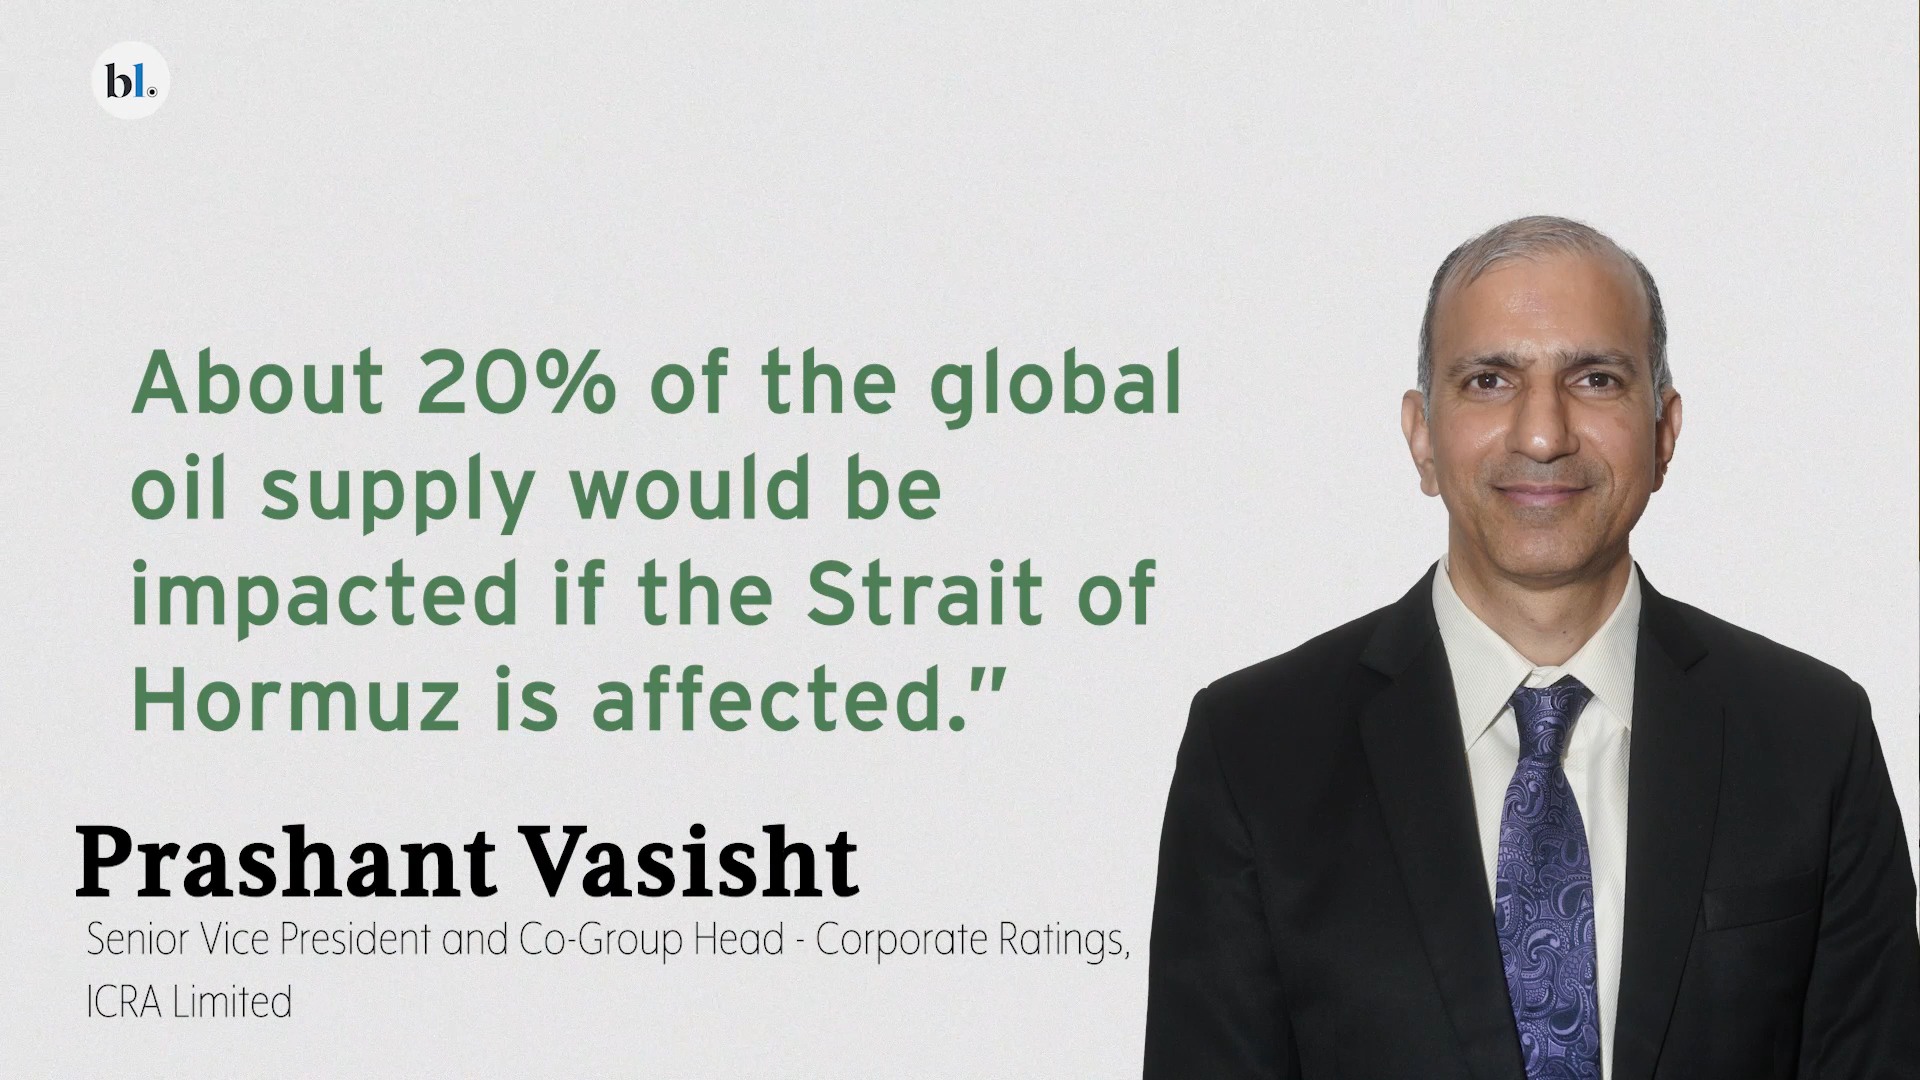 bl.
About 20% of the global
oil supply would be
impacted if the Strait of
Hormuz is affected.”
Prashant Vasisht
Senior Vice President and Co-Group Head - Corporate Ratings,
ICRA Limited